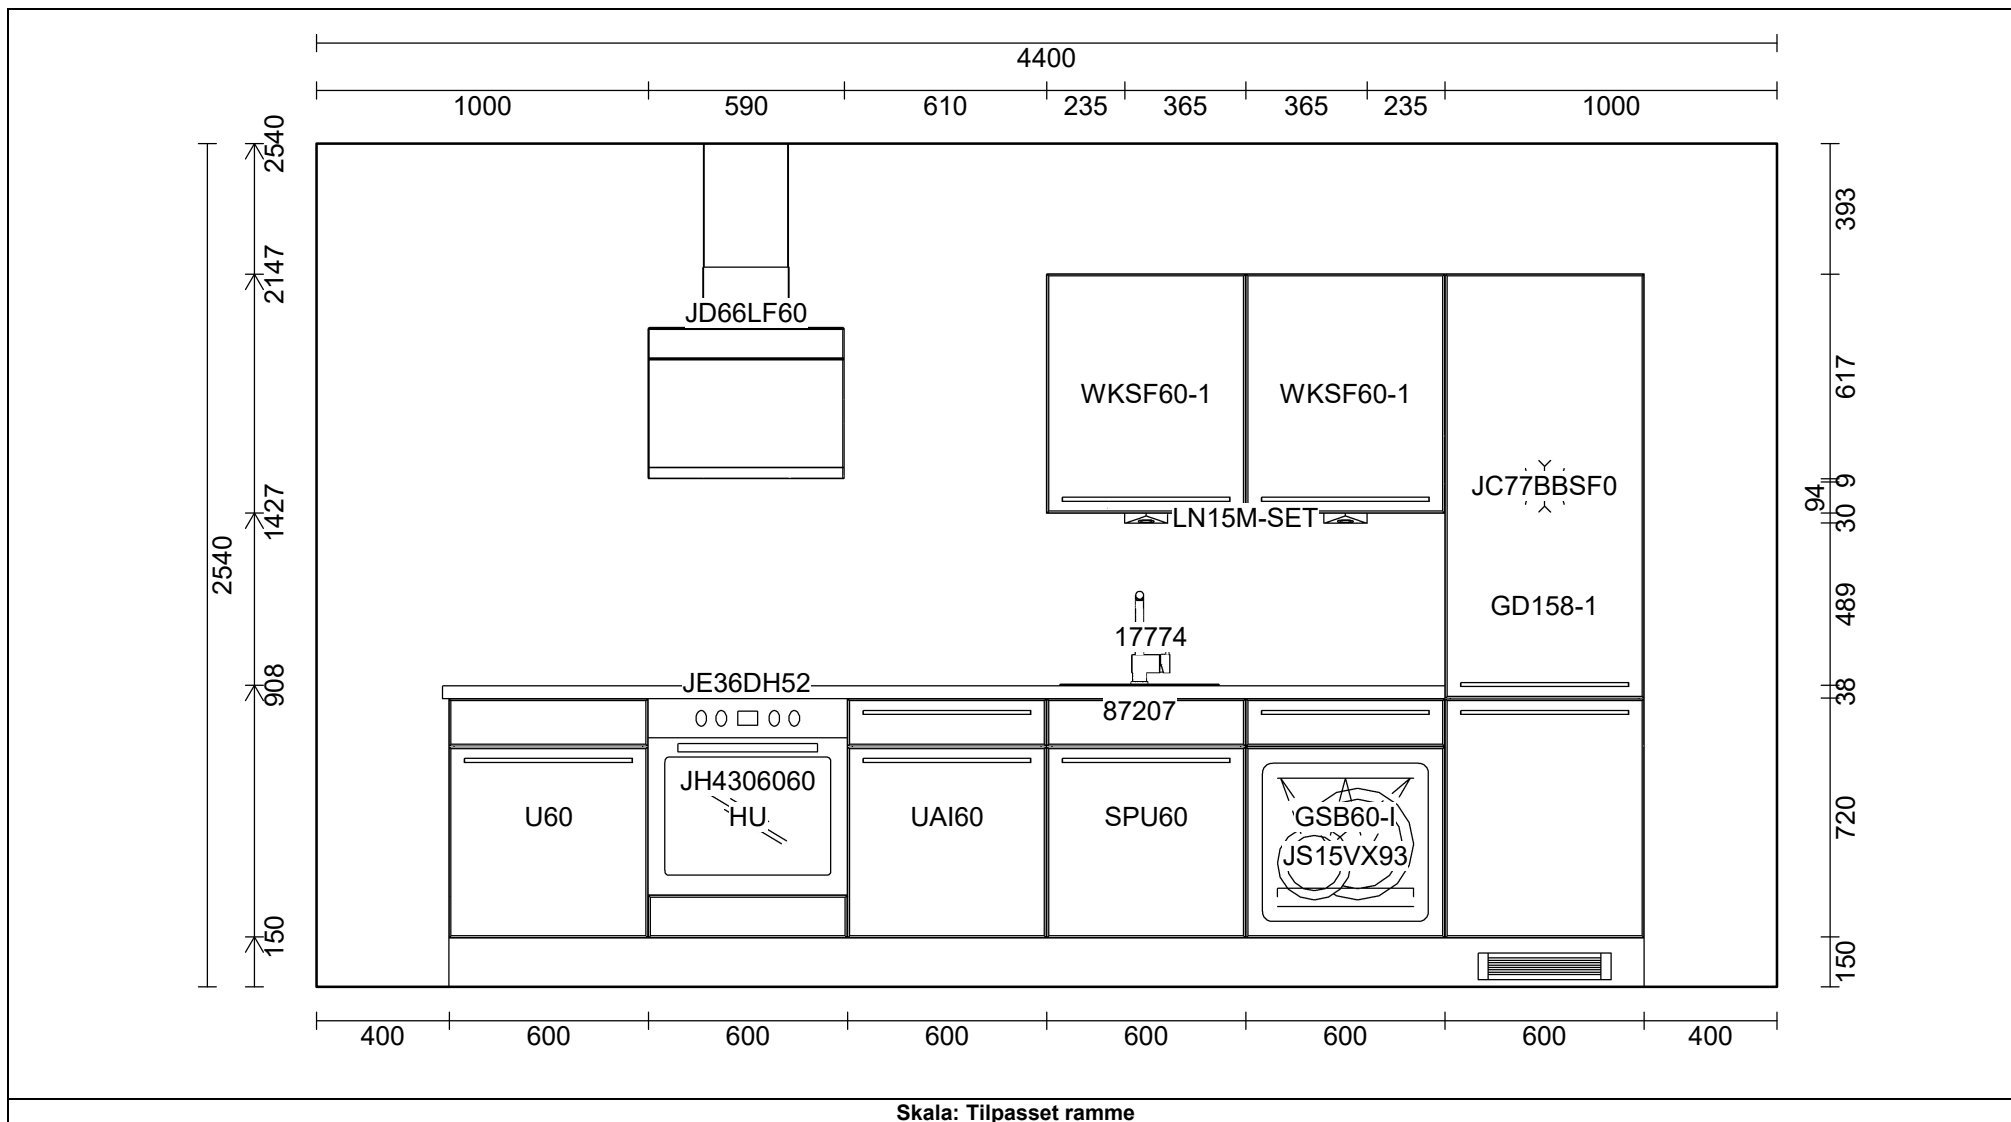 4400
1000 590 610 235 365 365 235 1000
2540
2147
1427
908
150
2540
393
617
9
94
30
489
38
720
150
JD66LF60
WKSF60-1 WKSF60-1
JC77BBSF0
LN15M-SET
GD158-1
17774
JE36DH52
87207
JH4306060
U60 HU UAI60 SPU60 GSB60-I
JS15VX93
400 600 600 600 600 600 600 400
Skala: Tilpasset ramme